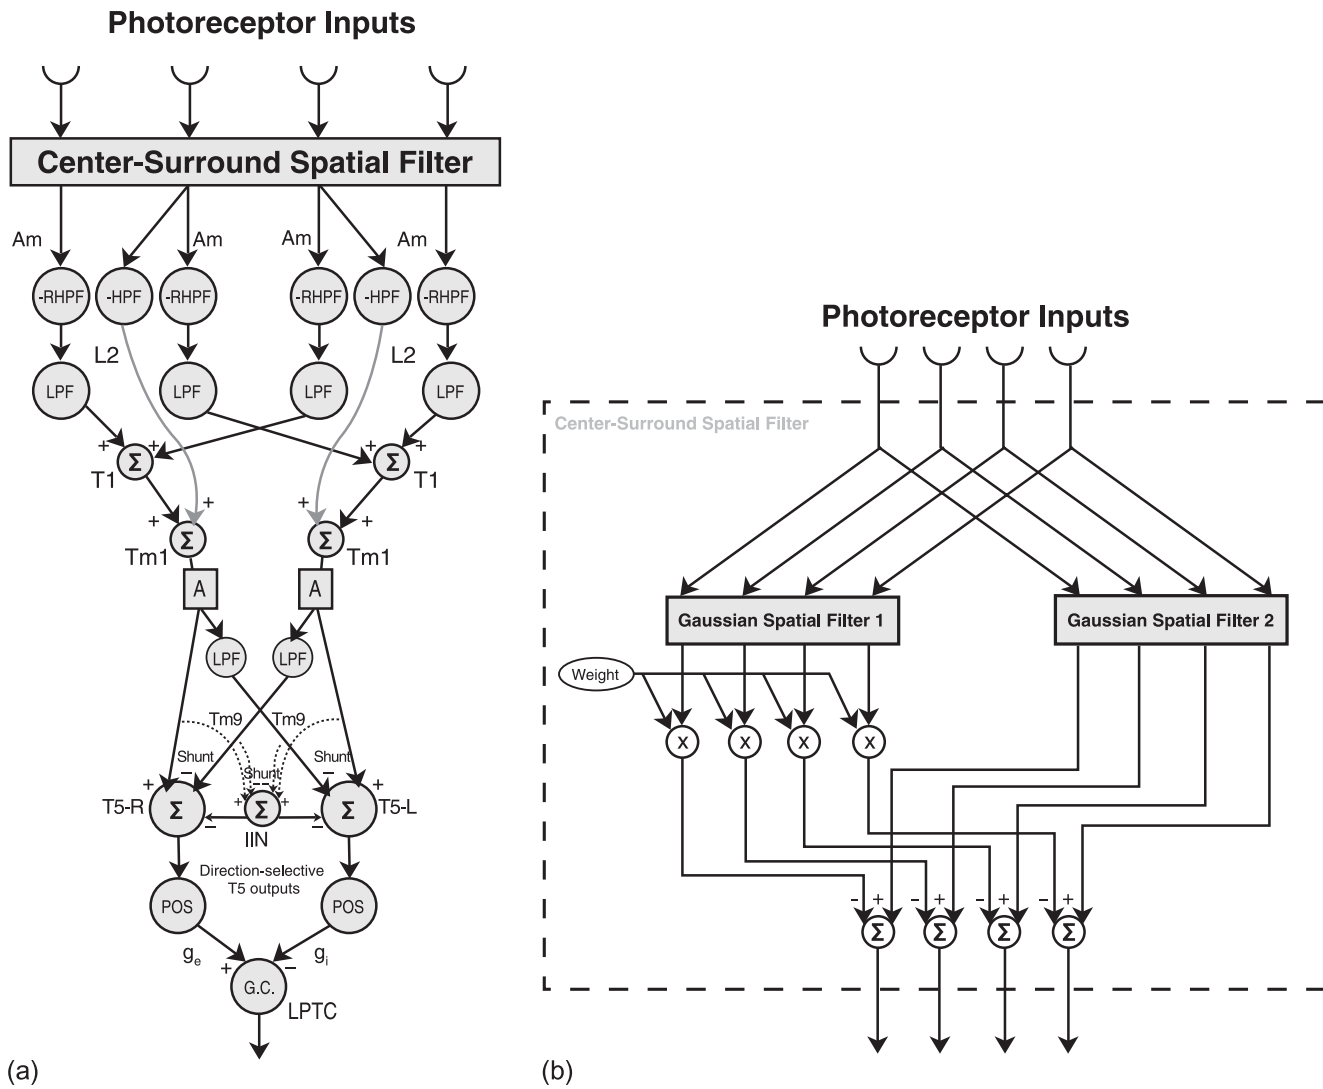 Photoreceptor Inputs
Center-Surround Spatial Filter
Am Am Am Am
-RHPF -HPF -RHPF -RHPF -HPF -RHPF
L2 L2
LPF LPF LPF LPF
+ + + +
Σ Σ
T1 T1
+ + + +
Σ Σ
Tm1 Tm1
A A
LPF LPF
Tm9 Tm9
Shunt Shunt
Shunt
+ − − − − +
+ +
T5-R Σ Σ Σ T5-L
− −
IIN
Direction-selective
T5 outputs
POS POS
ge gi
+ −
G.C.
LPTC
(a)
Photoreceptor Inputs
Center-Surround Spatial Filter
Gaussian Spatial Filter 1 Gaussian Spatial Filter 2
Weight
X X X X
- + - + - + - +
Σ Σ Σ Σ
(b)